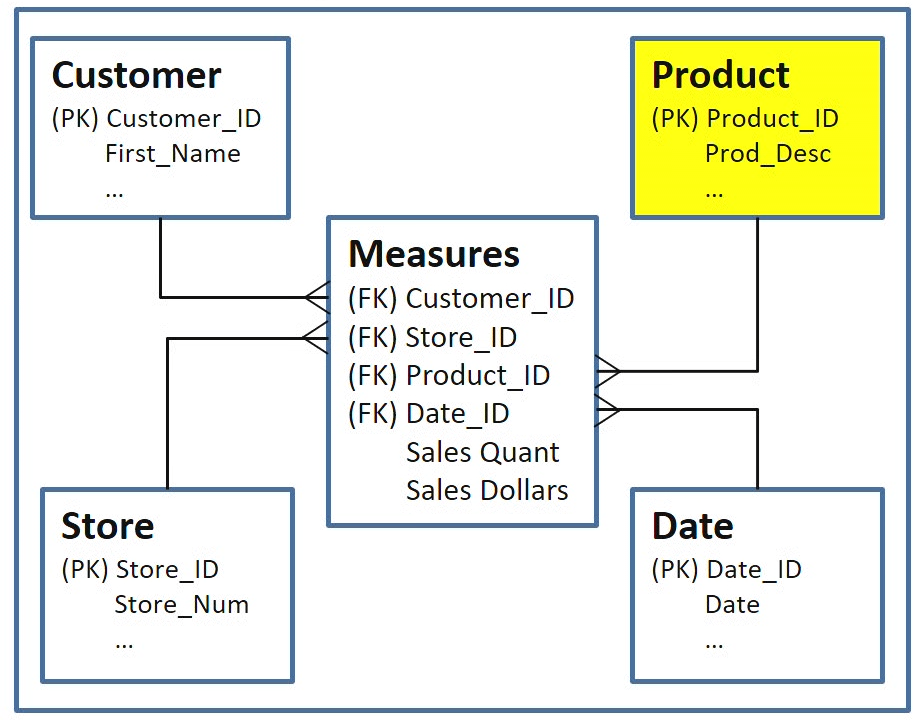 Customer
(PK) Customer_ID
First_Name
...
Product
(PK) Product_ID
Prod_Desc
...
Measures
(FK) Customer_ID
(FK) Store_ID
(FK) Product_ID
(FK) Date_ID
Sales Quant
Sales Dollars
Store
(PK) Store_ID
Store_Num
...
Date
(PK) Date_ID
Date
...